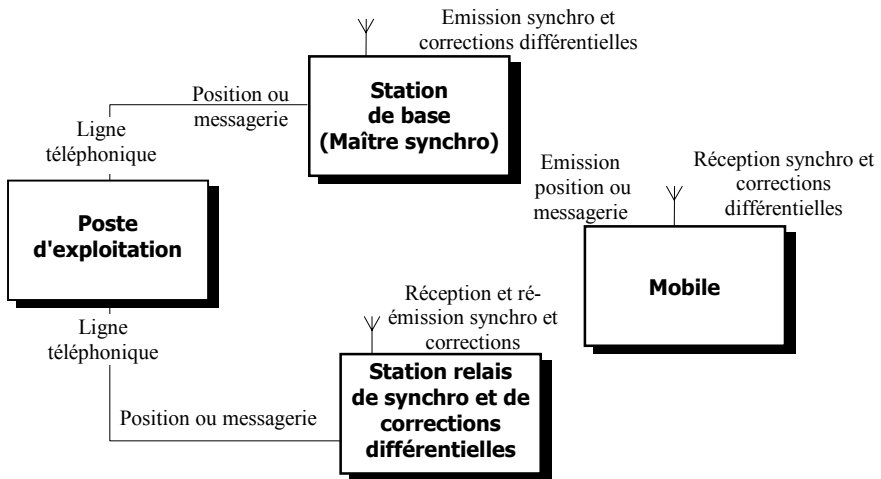 Emission synchro et
corrections différentielles
Station
de base
(Maître synchro)
Position ou
messagerie
Ligne
téléphonique
Poste
d'exploitation
Emission
position ou
messagerie
Réception synchro et
corrections
différentielles
Mobile
Ligne
téléphonique
Réception et ré-
émission synchro et
corrections
Station relais
de synchro et de
corrections
différentielles
Position ou messagerie